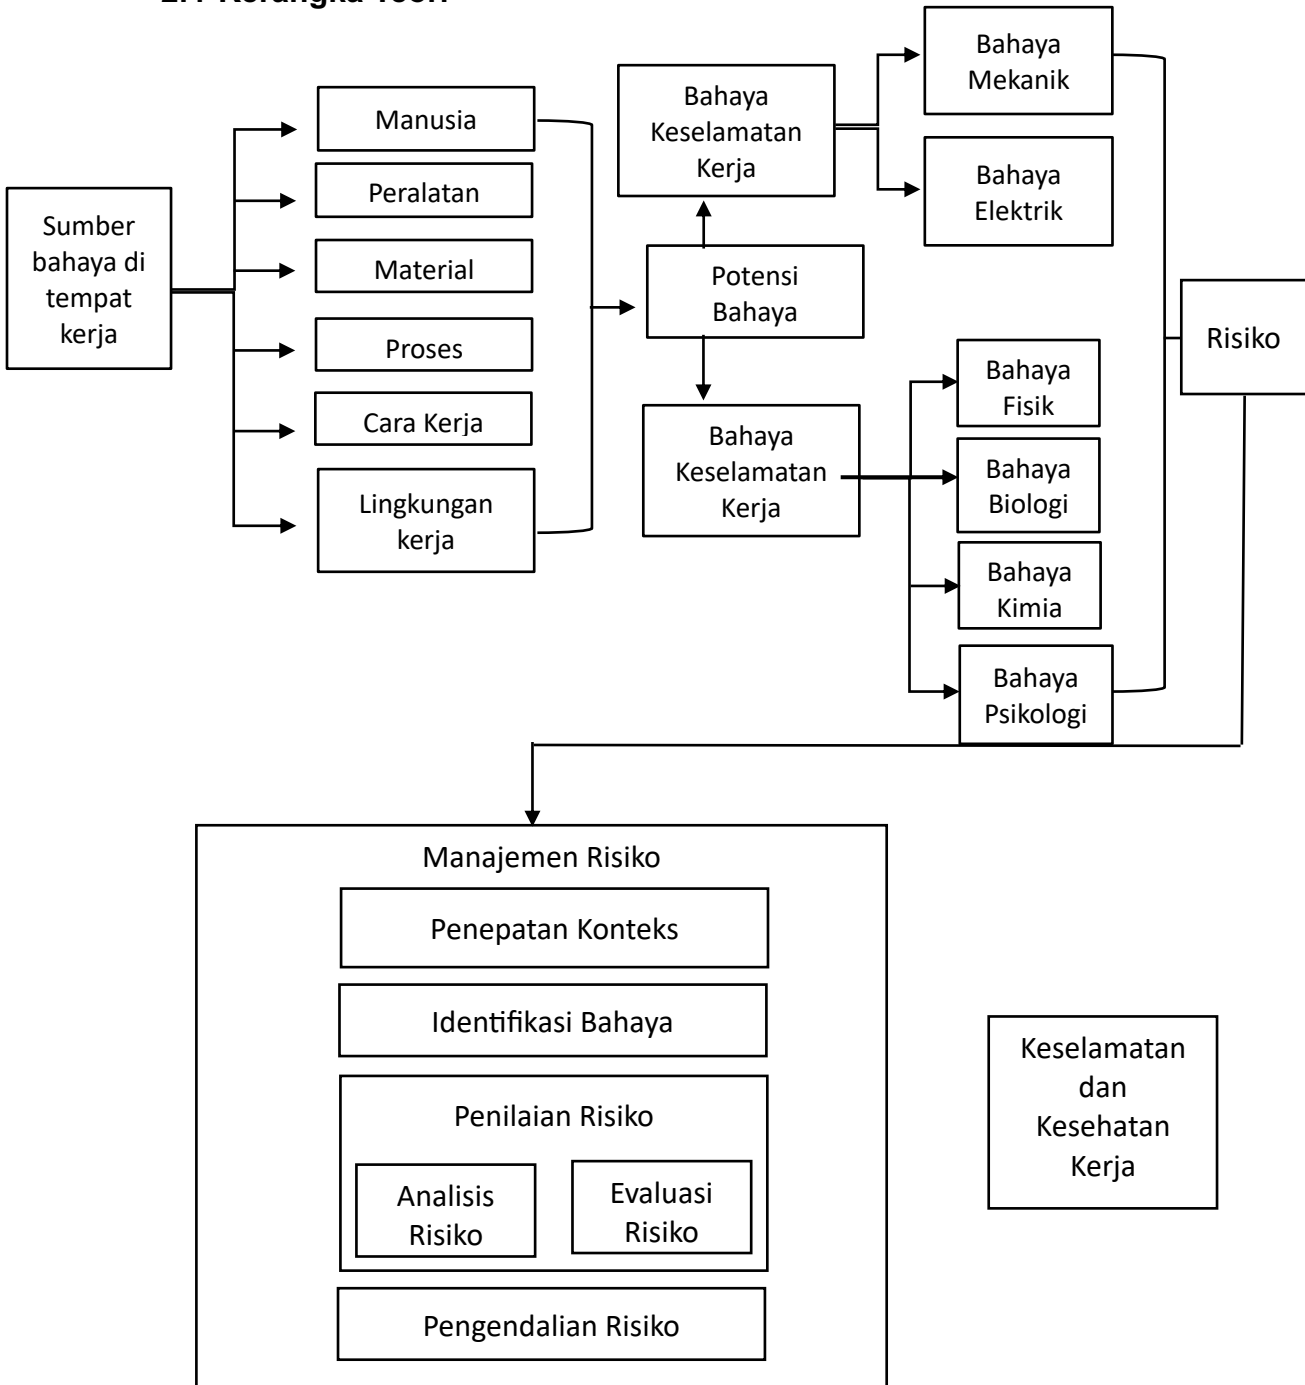 Bahaya
Mekanik
Bahaya
Keselamatan
Kerja
Manusia
Bahaya
Elektrik
Peralatan
Sumber
bahaya di
tempat
kerja
Material
Potensi
Bahaya
Risiko
Proses
Bahaya
Fisik
Cara Kerja
Bahaya
Keselamatan
Kerja
Bahaya
Biologi
Lingkungan
kerja
Bahaya
Kimia
Bahaya
Psikologi
Manajemen Risiko
Penepatan Konteks
Identifikasi Bahaya
Penilaian Risiko
Analisis
Risiko
Evaluasi
Risiko
Pengendalian Risiko
Keselamatan
dan
Kesehatan
Kerja